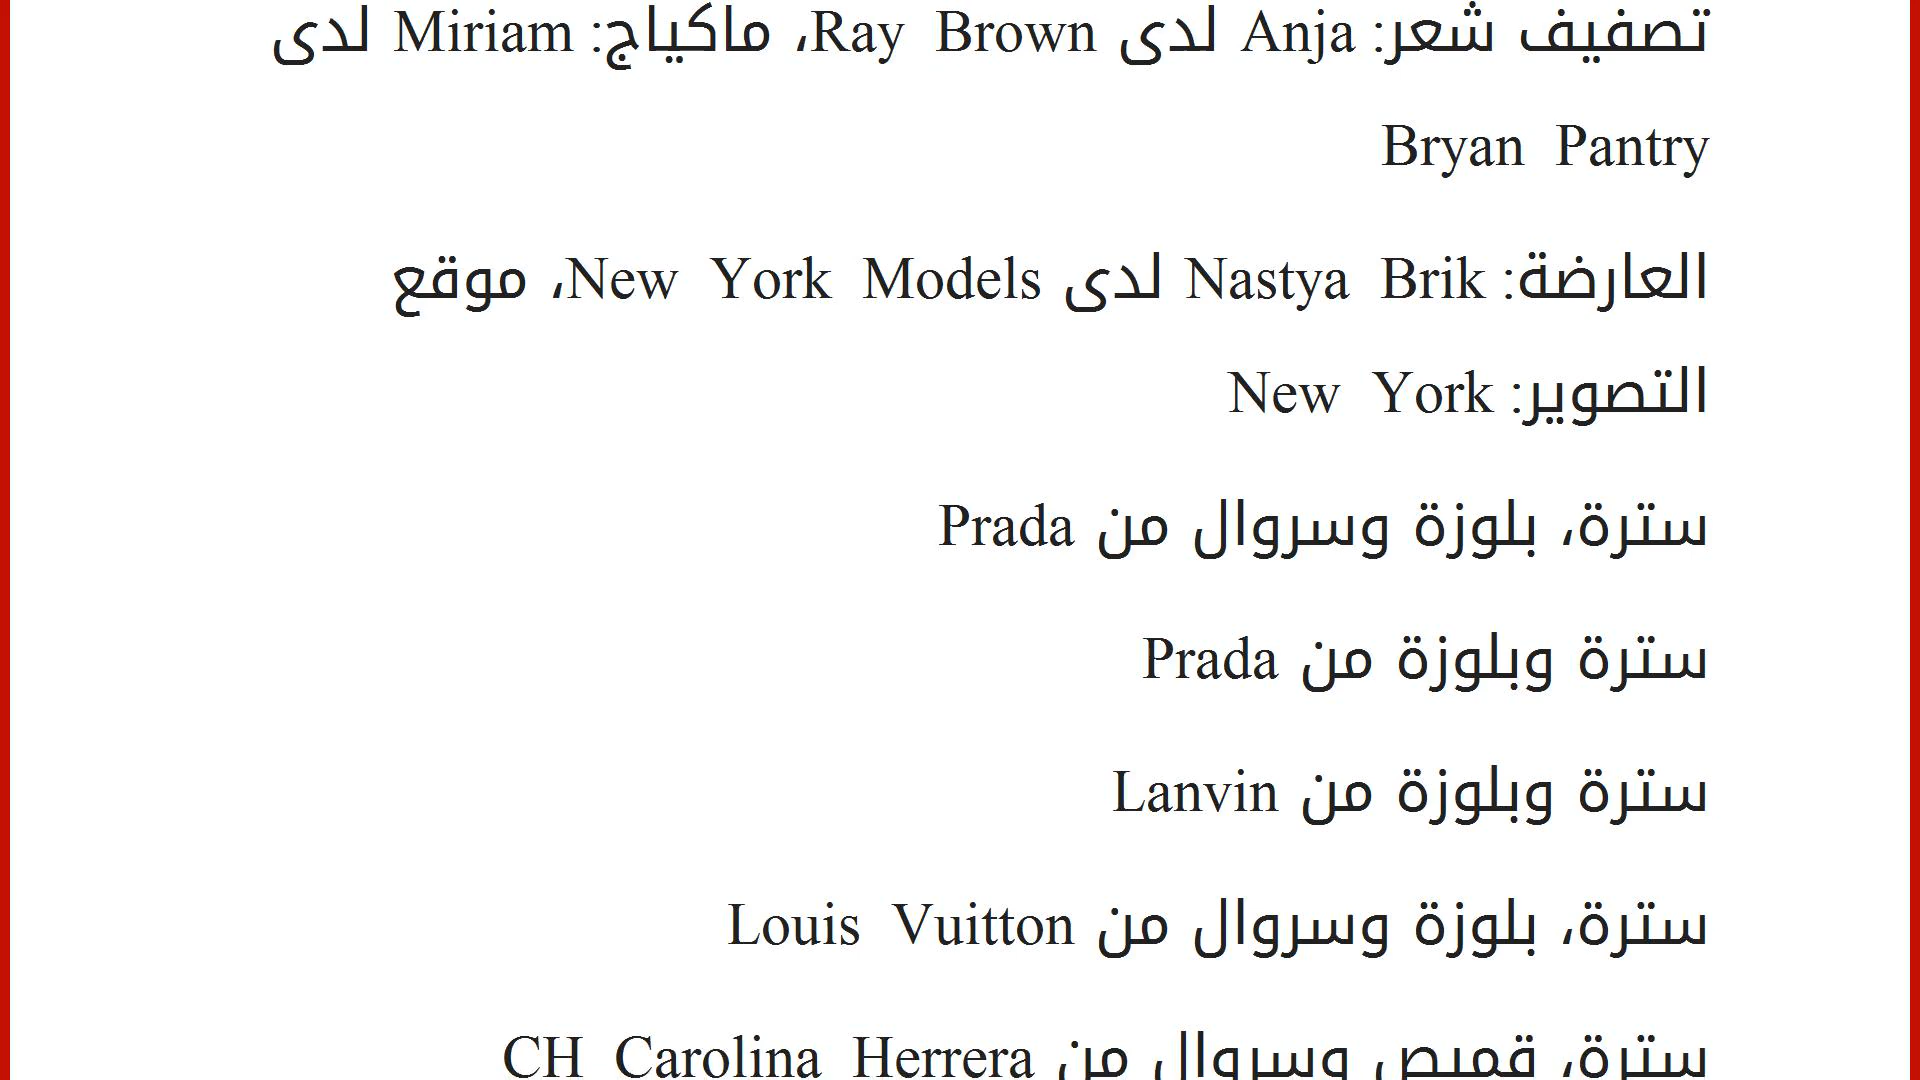 تصفيف شعر: Anja لدى Ray Brown، ماكياج: Miriam لدى
Bryan Pantry
العارضة: Nastya Brik لدى New York Models، موقع
التصوير: New York
سترة، بلوزة وسروال من Prada
سترة وبلوزة من Prada
سترة وبلوزة من Lanvin
سترة، بلوزة وسروال من Louis Vuitton
سترة، قميص وسروال من CH Carolina Herrera